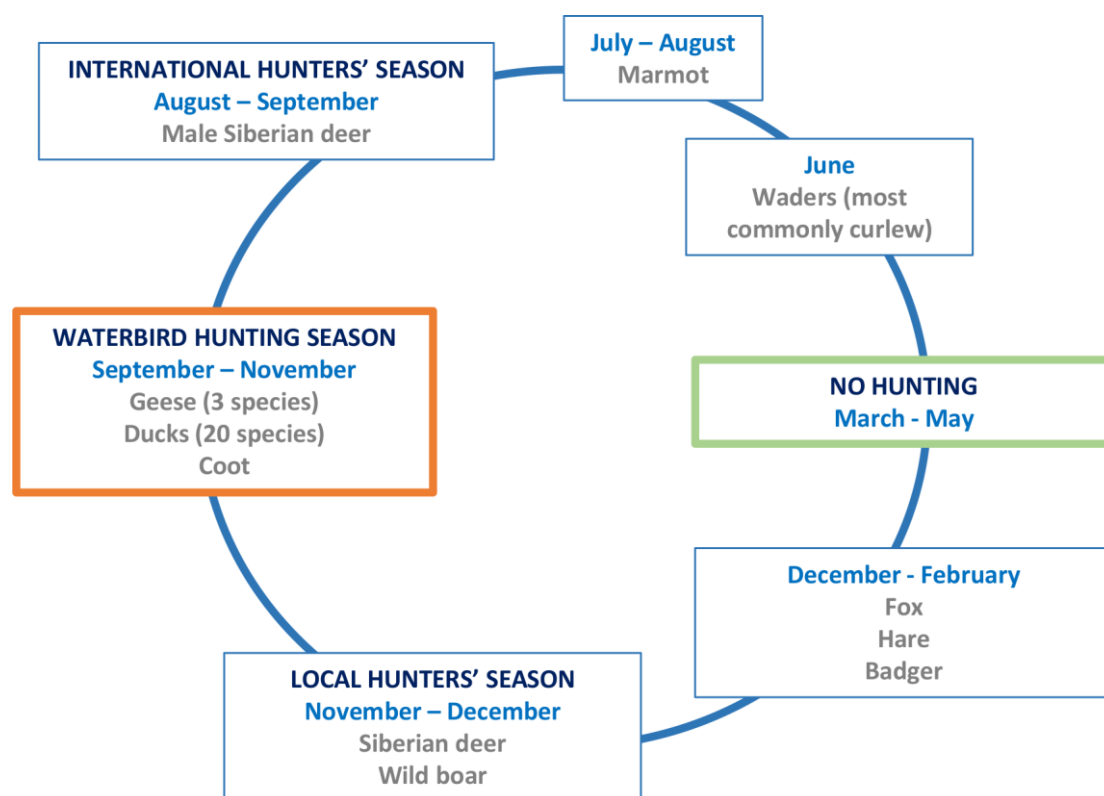 July – August
Marmot
INTERNATIONAL HUNTERS’ SEASON
August – September
Male Siberian deer
June
Waders (most
commonly curlew)
WATERBIRD HUNTING SEASON
September – November
Geese (3 species)
Ducks (20 species)
Coot
NO HUNTING
March - May
December - February
Fox
Hare
Badger
LOCAL HUNTERS’ SEASON
November – December
Siberian deer
Wild boar